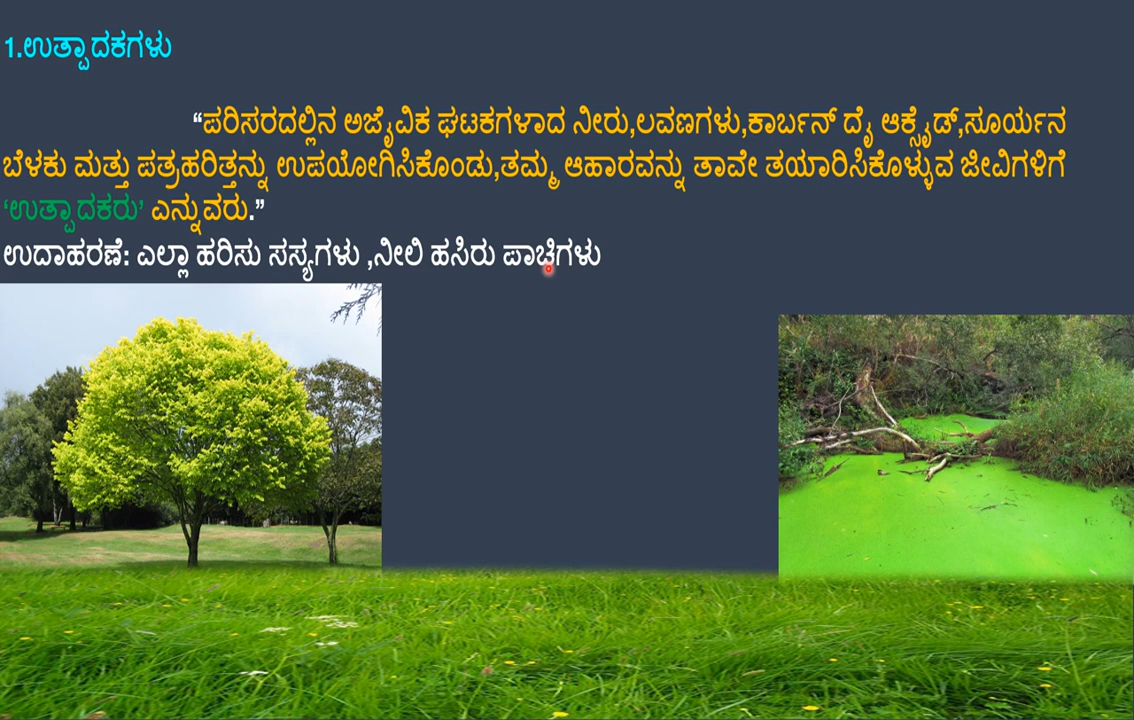 1.ಉತ್ಪಾದಕಗಳು
“ಪರಿಸರದಲ್ಲಿನ ಅಜೈವಿಕ ಘಟಕಗಳಾದ ನೀರು,ಲವಣಗಳು,ಕಾರ್ಬನ್ ದೈ ಆಕ್ಸೈಡ್,ಸೂರ್ಯನ
ಬೆಳಕು ಮತ್ತು ಪತ್ರಹರಿತ್ತನ್ನು ಉಪಯೋಗಿಸಿಕೊಂಡು,ತಮ್ಮ ಆಹಾರವನ್ನು ತಾವೇ ತಯಾರಿಸಿಕೊಳ್ಳುವ ಜೀವಿಗಳಿಗೆ
‘ಉತ್ಪಾದಕರು’ ಎನ್ನುವರು.”
ಉದಾಹರಣೆ: ಎಲ್ಲಾ ಹರಿಸು ಸಸ್ಯಗಳು ,ನೀಲಿ ಹಸಿರು ಪಾಚಿಗಳು